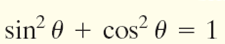 sin² θ + cos² θ = 1